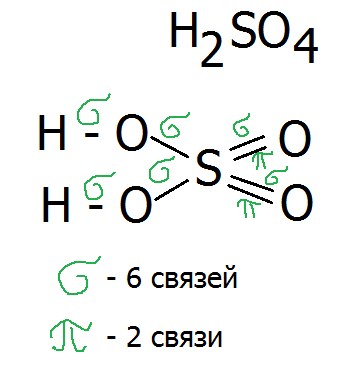 H2SO4
σ σ σ
H - O S O
π
σ σ σ
H - O O
π
σ - 6 связей
π - 2 связи